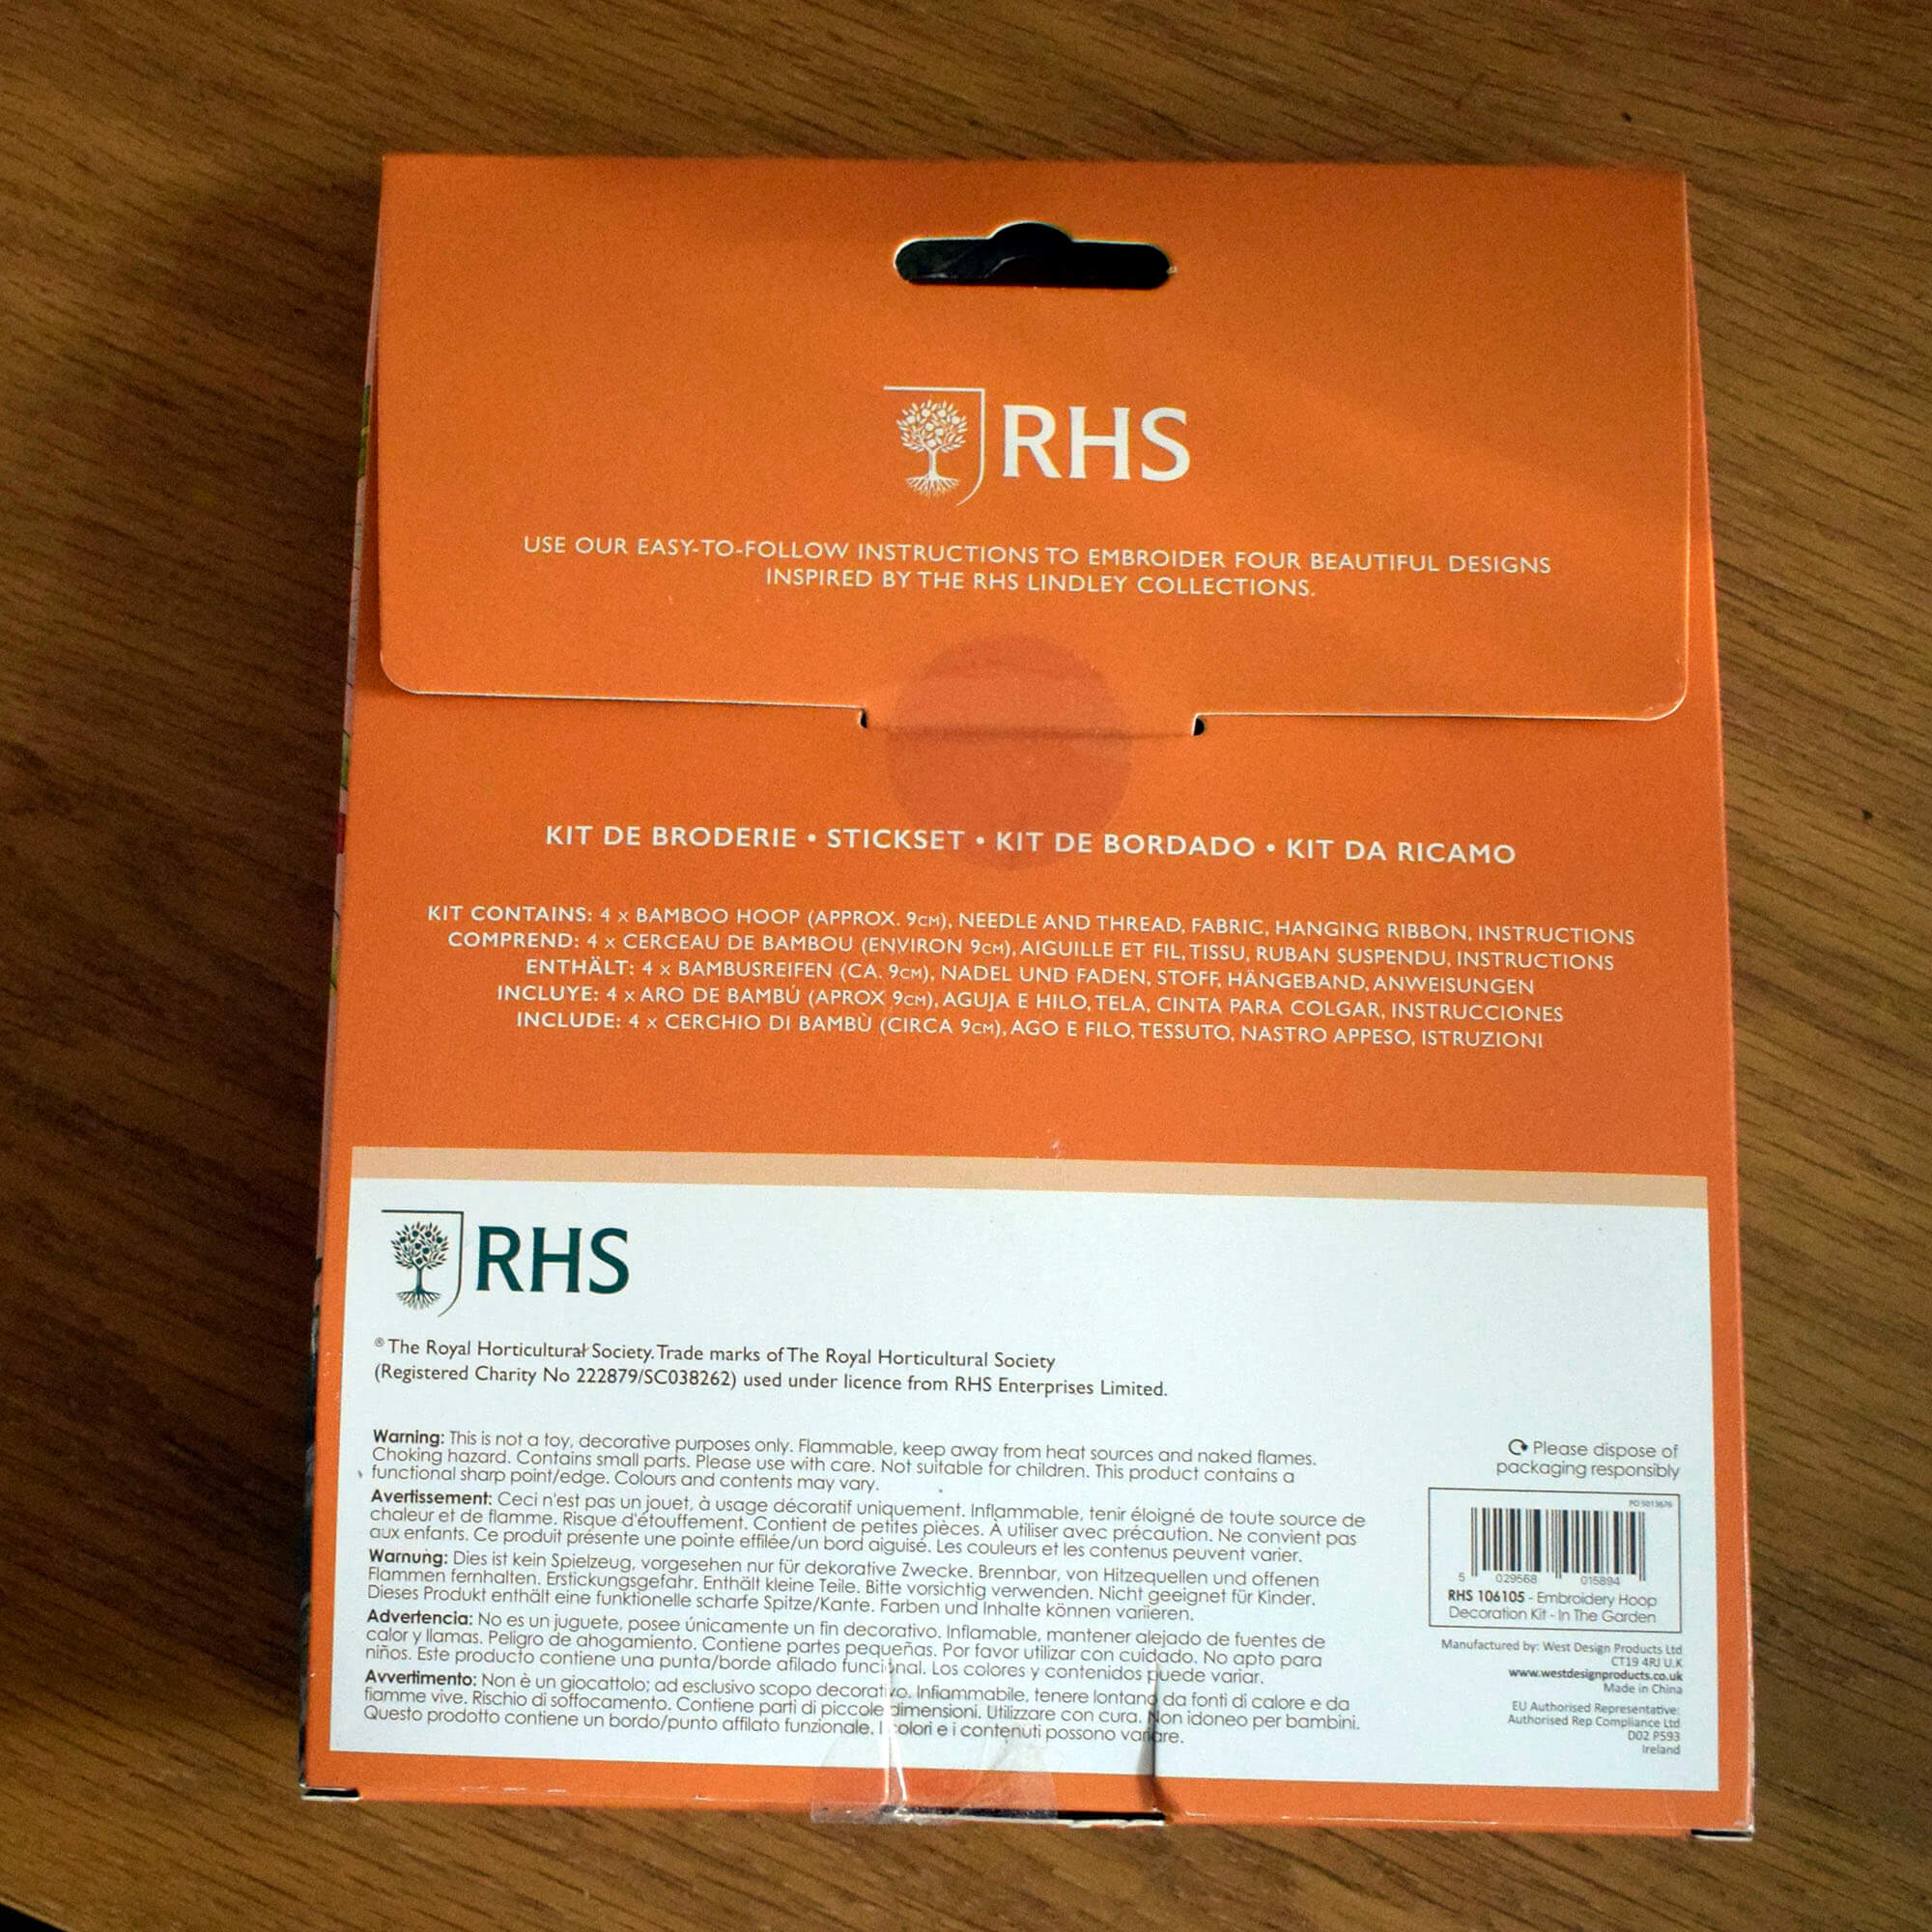 RHS
USE OUR EASY-TO-FOLLOW INSTRUCTIONS TO EMBROIDER FOUR BEAUTIFUL DESIGNS
INSPIRED BY THE RHS LINDLEY COLLECTIONS.
KIT DE BRODERIE • STICKSET • KIT DE BORDADO • KIT DA RICAMO
KIT CONTAINS: 4 x BAMBOO HOOP (APPROX. 9CM), NEEDLE AND THREAD, FABRIC, HANGING RIBBON, INSTRUCTIONS
COMPREND: 4 x CERCEAU DE BAMBOU (ENVIRON 9CM), AIGUILLE ET FIL, TISSU, RUBAN SUSPENDU, INSTRUCTIONS
ENTHÄLT: 4 x BAMBUSREIFEN (CA. 9CM), NADEL UND FADEN, STOFF, HÄNGEBAND, ANWEISUNGEN
INCLUYE: 4 x ARO DE BAMBÚ (APROX 9CM), AGUJA E HILO, TELA, CINTA PARA COLGAR, INSTRUCCIONES
INCLUDE: 4 x CERCHIO DI BAMBÙ (CIRCA 9CM), AGO E FILO, TESSUTO, NASTRO APPESO, ISTRUZIONI
RHS
® The Royal Horticultural Society. Trade marks of The Royal Horticultural Society
(Registered Charity No 222879/SC038262) used under licence from RHS Enterprises Limited.
Warning: This is not a toy, decorative purposes only. Flammable, keep away from heat sources and naked flames.
Choking hazard. Contains small parts. Please use with care. Not suitable for children. This product contains a
functional sharp point/edge. Colours and contents may vary.
Avertissement: Ceci n'est pas un jouet, à usage décoratif uniquement. Inflammable, tenir éloigné de toute source de
chaleur et de flamme. Risque d'étouffement. Contient de petites pièces. À utiliser avec précaution. Ne convient pas
aux enfants. Ce produit présente une pointe effilée/un bord aiguisé. Les couleurs et les contenus peuvent varier.
Warnung: Dies ist kein Spielzeug, vorgesehen nur für dekorative Zwecke. Brennbar, von Hitzequellen und offenen
Flammen fernhalten. Erstickungsgefahr. Enthält kleine Teile. Bitte vorsichtig verwenden. Nicht geeignet für Kinder.
Dieses Produkt enthält eine funktionelle scharfe Spitze/Kante. Farben und Inhalte können variieren.
Advertencia: No es un juguete, posee únicamente un fin decorativo. Inflamable, mantener alejado de fuentes de
calor y llamas. Peligro de ahogamiento. Contiene partes pequeñas. Por favor utilizar con cuidado. No apto para
niños. Este producto contiene una punta/borde afilado funcional. Los colores y contenidos puede variar.
Avvertimento: Non è un giocattolo; ad esclusivo scopo decorativo. Infiammabile, tenere lontano da fonti di calore e da
fiamme vive. Rischio di soffocamento. Contiene parti di piccole dimensioni. Utilizzare con cura. Non idoneo per bambini.
Questo prodotto contiene un bordo/punto affilato funzionale. I colori e i contenuti possono variare.
Please dispose of
packaging responsibly
PO 5013676
5 029568 015894
RHS 106105 - Embroidery Hoop
Decoration Kit - In The Garden
Manufactured by: West Design Products Ltd
CT19 4RJ U.K
www.westdesignproducts.co.uk
Made in China
EU Authorised Representative:
Authorised Rep Compliance Ltd
D02 P593
Ireland